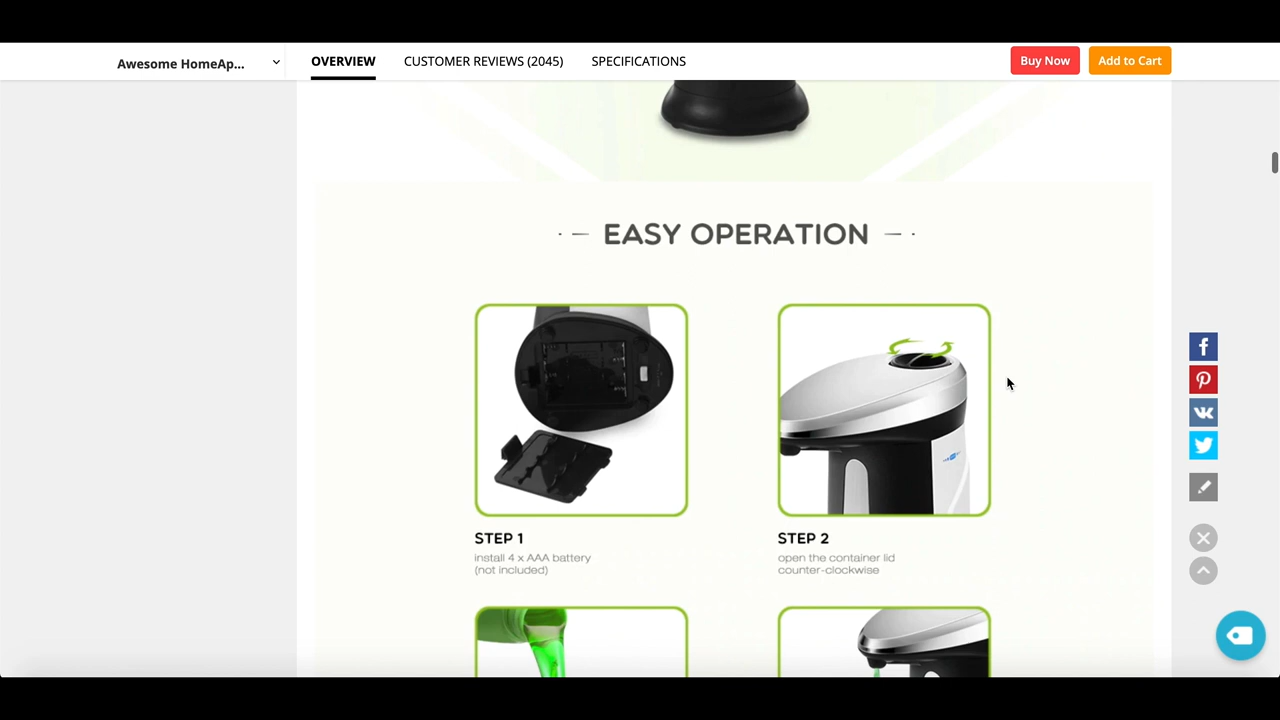 Awesome HomeAp...
OVERVIEW
CUSTOMER REVIEWS (2045)
SPECIFICATIONS
Buy Now
Add to Cart
EASY OPERATION
STEP 1
install 4 x AAA battery
(not included)
STEP 2
open the container lid
counter-clockwise